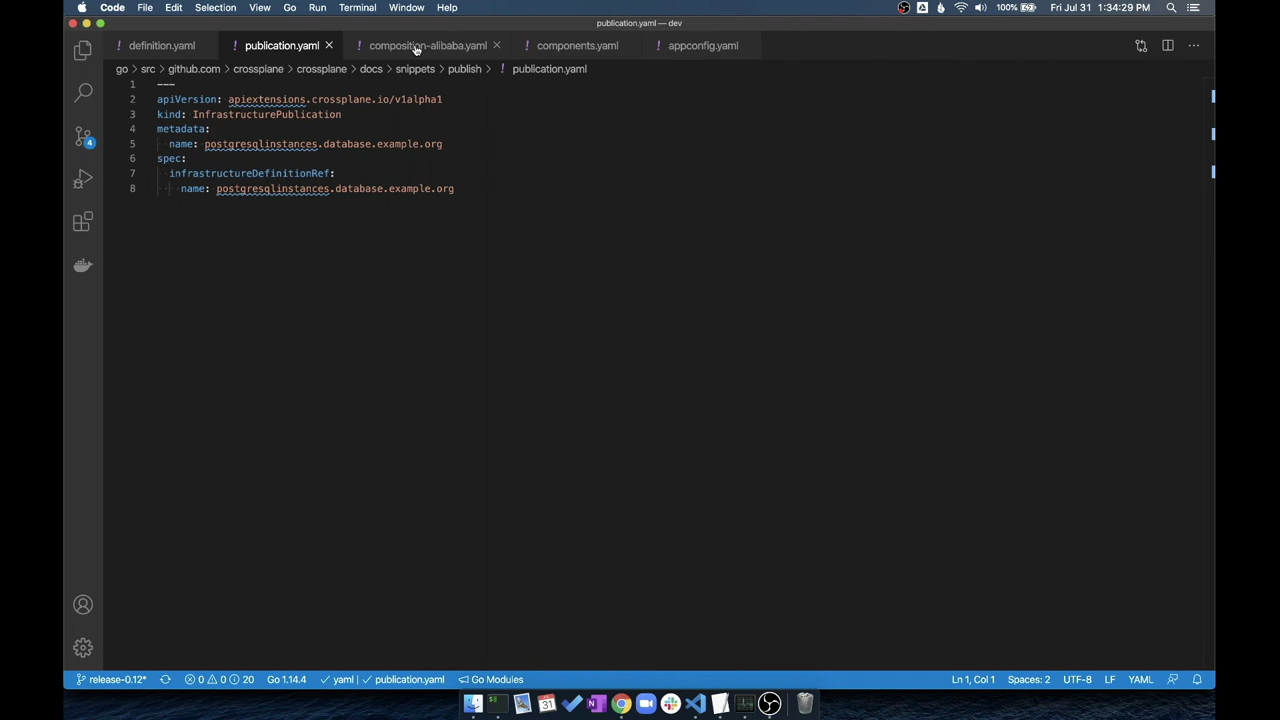 Code File Edit Selection View Go Run Terminal Window Help 100% Fri Jul 31 1:34:29 PM
publication.yaml — dev
! definition.yaml ! publication.yaml × ! composition-alibaba.yaml × ! components.yaml ! appconfig.yaml
go > src > github.com > crossplane > crossplane > docs > snippets > publish > ! publication.yaml
1 ---
2 apiVersion: apiextensions.crossplane.io/v1alpha1
3 kind: InfrastructurePublication
4 metadata:
5 name: postgresqlinstances.database.example.org
6 spec:
7 infrastructureDefinitionRef:
8 name: postgresqlinstances.database.example.org
4
release-0.12* 0 0 20 Go 1.14.4 ✓ yaml | ✓ publication.yaml Go Modules Ln 1, Col 1 Spaces: 2 UTF-8 LF YAML
31